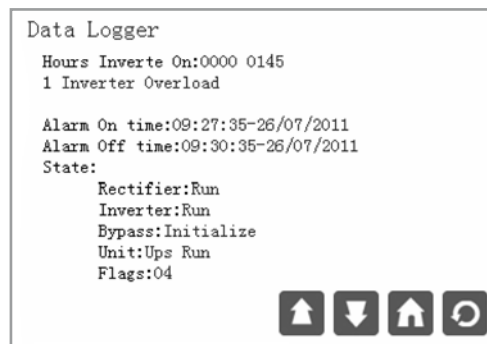 Data Logger
Hours Inverte On:0000 0145
1 Inverter Overload
Alarm On time:09:27:35-26/07/2011
Alarm Off time:09:30:35-26/07/2011
State:
Rectifier:Run
Inverter:Run
Bypass:Initialize
Unit:Ups Run
Flags:04